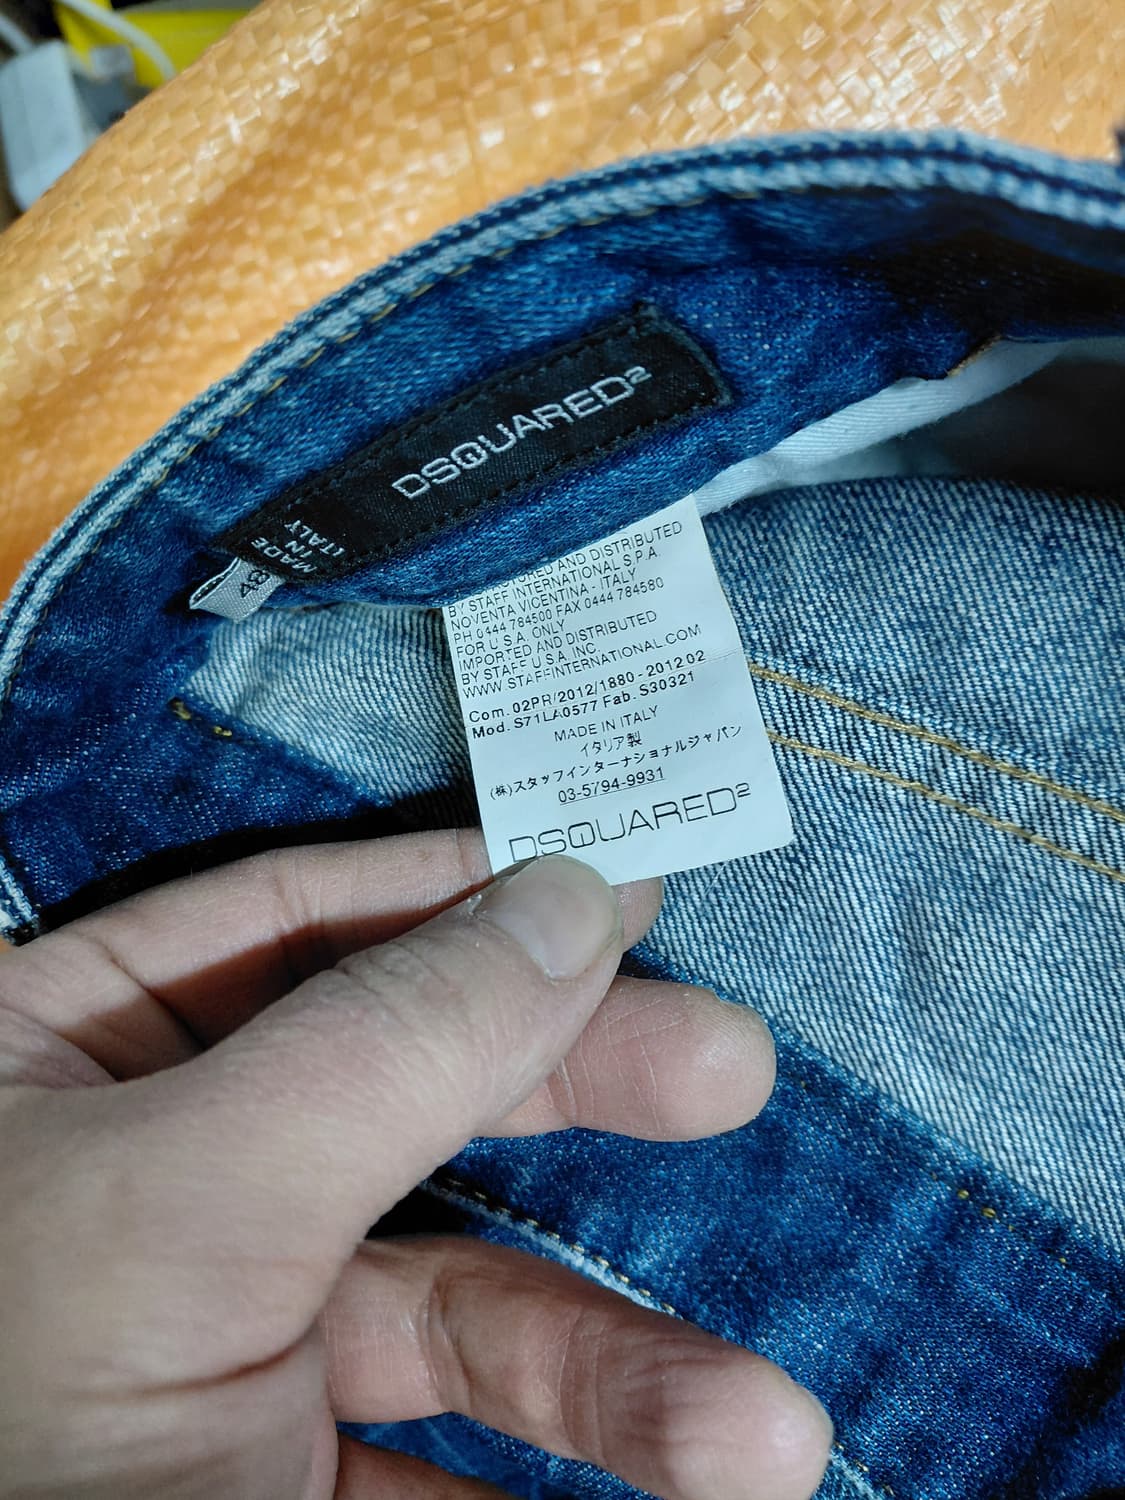 DSQUARED2
MADE
IN
ITALY
48
AND DISTRIBUTED
BY STAFF INTERNATIONAL S.P.A.
NOVENTA VICENTINA - ITALY
PH 0444 784500 FAX 0444 784580
FOR U.S.A. ONLY
IMPORTED AND DISTRIBUTED
BY STAFF U.S.A. INC.
WWW.STAFFINTERNATIONAL.COM
Com. 02PR/2012/1880 - 2012 02
Mod. S71LA0577 Fab. S30321
MADE IN ITALY
イタリア製
(株)スタッフインターナショナルジャパン
03-5794-9931
DSQUARED2